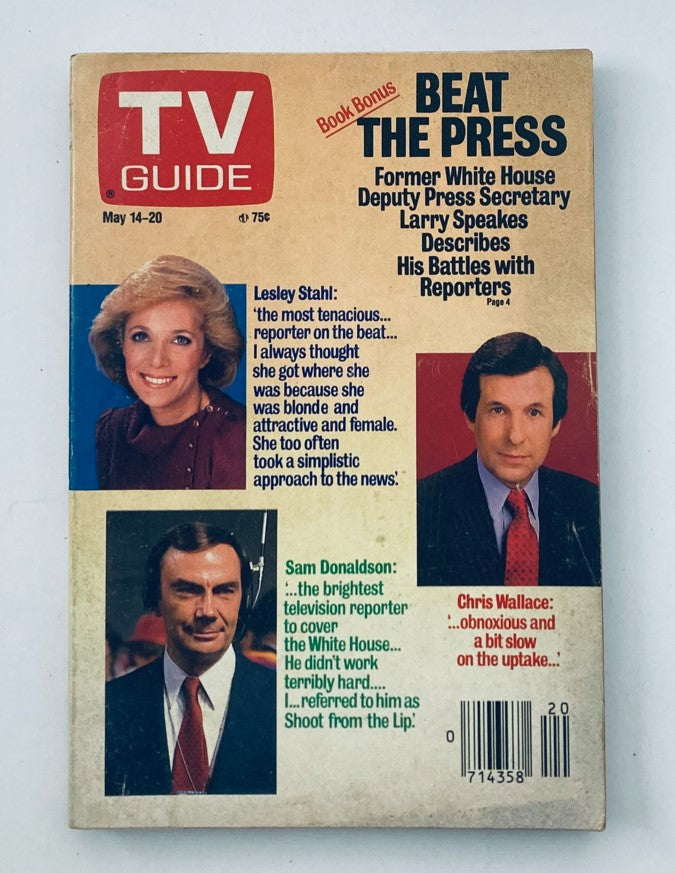 TV
GUIDE
®
May 14–20
75¢
Book Bonus
BEAT
THE PRESS
Former White House
Deputy Press Secretary
Larry Speakes
Describes
His Battles with
Reporters
Page 4
Lesley Stahl:
‘the most tenacious...
reporter on the beat...
I always thought
she got where she
was because she
was blonde and
attractive and female.
She too often
took a simplistic
approach to the news.’
Chris Wallace:
‘...obnoxious and
a bit slow
on the uptake...’
Sam Donaldson:
‘...the brightest
television reporter
to cover
the White House...
He didn't work
terribly hard....
I...referred to him as
Shoot from the Lip.’
20
0
714358